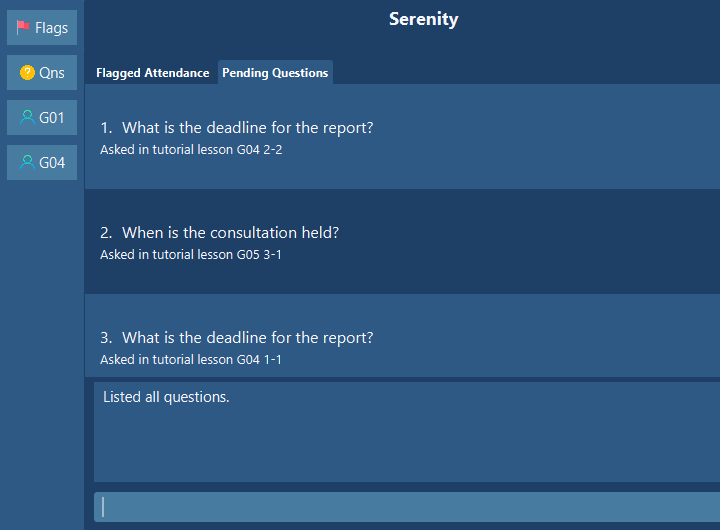 Serenity
Flags
Qns
G01
G04
Flagged Attendance
Pending Questions
1. What is the deadline for the report?
Asked in tutorial lesson G04 2-2
2. When is the consultation held?
Asked in tutorial lesson G05 3-1
3. What is the deadline for the report?
Asked in tutorial lesson G04 1-1
Listed all questions.